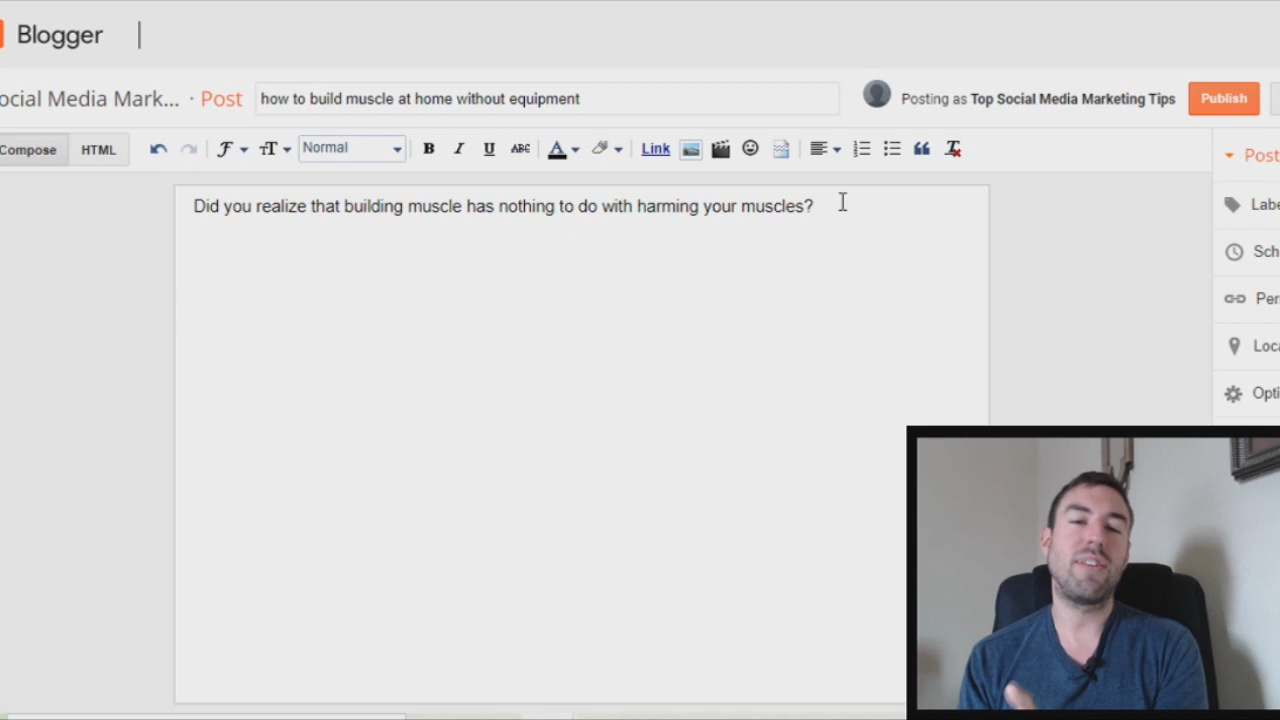 Blogger
ocial Media Mark... · Post
how to build muscle at home without equipment
Posting as Top Social Media Marketing Tips
Publish
Compose
HTML
Normal
B I U ABC A Link
Did you realize that building muscle has nothing to do with harming your muscles?
Post
Labe
Sch
Per
Loca
Opti